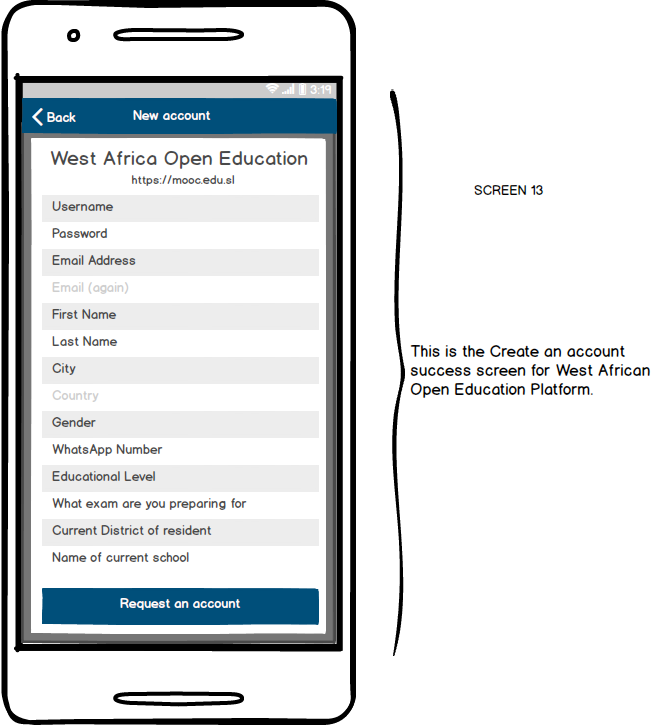 3:19
Back
New account
West Africa Open Education
https://mooc.edu.sl
Username
Password
Email Address
Email (again)
First Name
Last Name
City
Country
Gender
WhatsApp Number
Educational Level
What exam are you preparing for
Current District of resident
Name of current school
Request an account
SCREEN 13
This is the Create an account
success screen for West African
Open Education Platform.